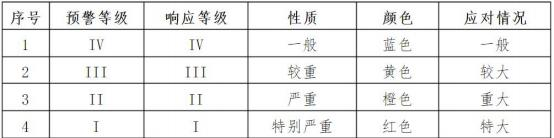 序号 预警等级 响应等级 性质 颜色 应对情况
1 IV IV 一般 蓝色 一般
2 III III 较重 黄色 较大
3 II II 严重 橙色 重大
4 I I 特别严重 红色 特大